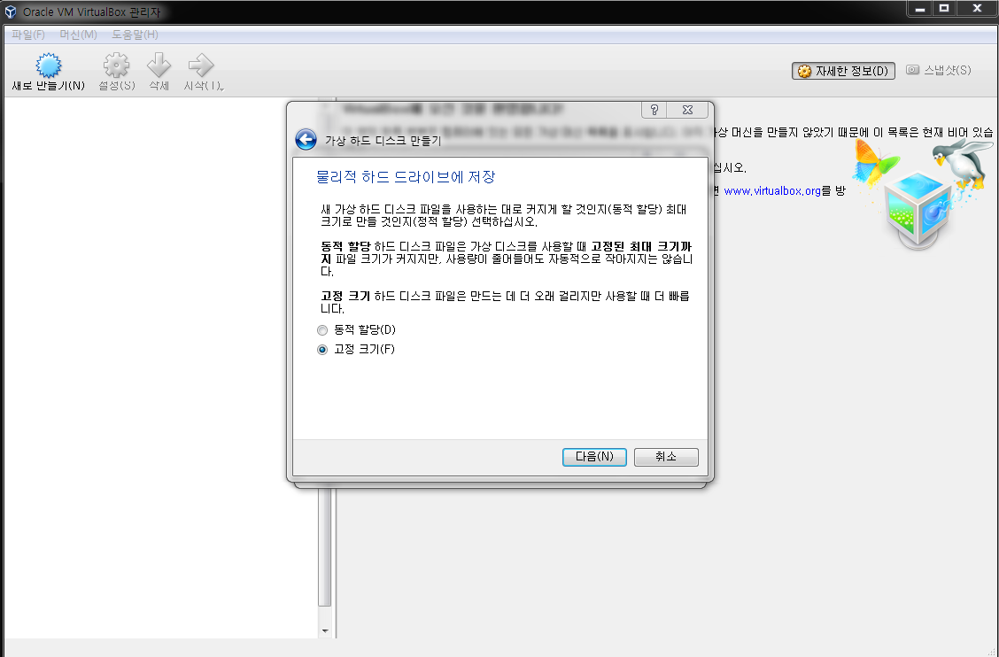 Oracle VM VirtualBox 관리자
파일(F) 머신(M) 도움말(H)
새로 만들기(N) 설정(S) 삭제 시작(T)
자세한 정보(D) 스냅샷(S)
가상 하드 디스크 만들기
상 머신을 만들지 않았기 때문에 이 목록은 현재 비어 있습
십시오.
www.virtualbox.org를 방
물리적 하드 드라이브에 저장
새 가상 하드 디스크 파일을 사용하는 대로 커지게 할 것인지(동적 할당) 최대
크기로 만들 것인지(정적 할당) 선택하십시오.
동적 할당 하드 디스크 파일은 가상 디스크를 사용할 때 고정된 최대 크기까
지 파일 크기가 커지지만, 사용량이 줄어들어도 자동적으로 작아지지는 않습니
다.
고정 크기 하드 디스크 파일은 만드는 데 더 오래 걸리지만 사용할 때 더 빠릅
니다.
동적 할당(D)
고정 크기(F)
다음(N) 취소